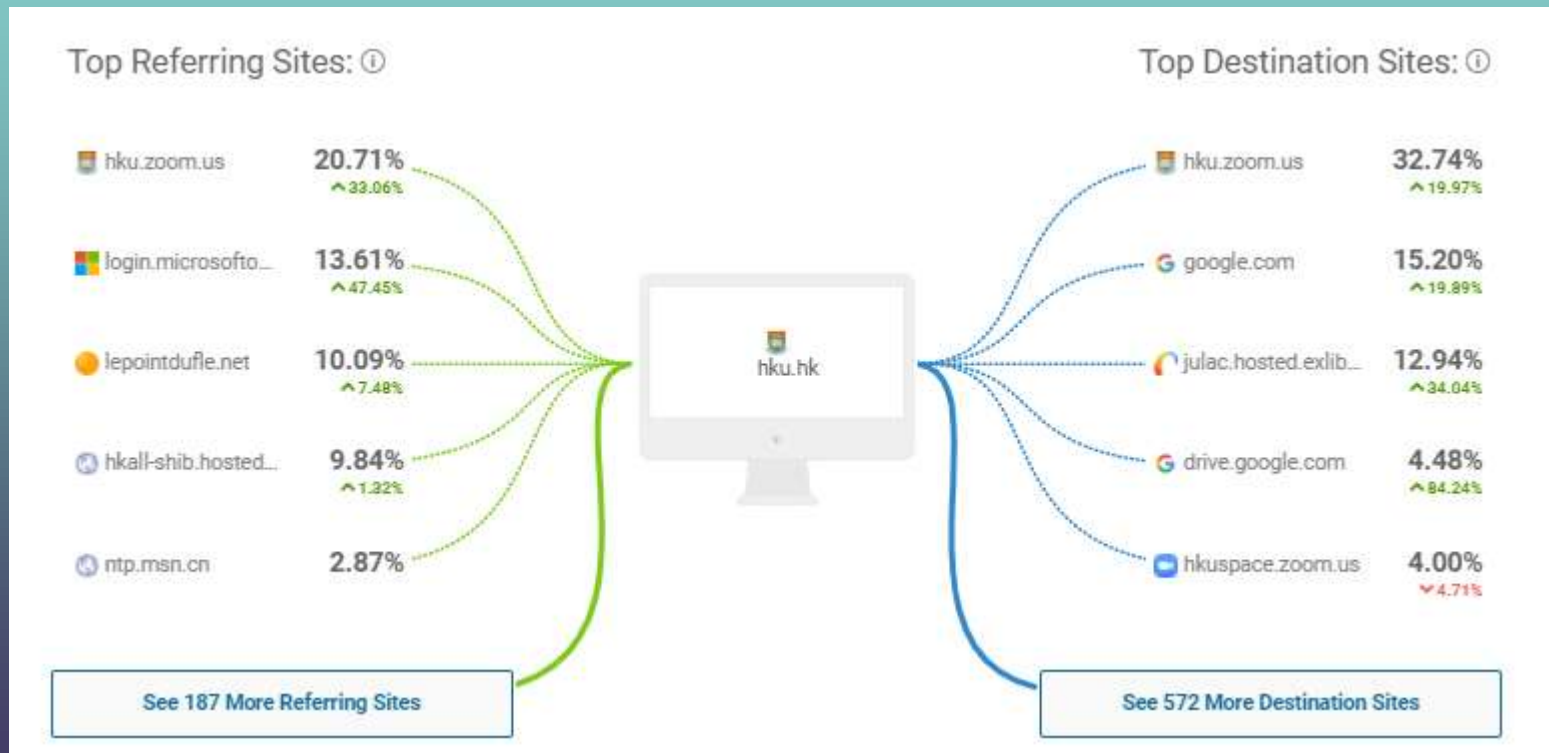 Top Referring Sites:
hku.zoom.us 20.71%
33.06%
login.microsofto... 13.61%
47.45%
lepointdufle.net 10.09%
7.48%
hkall-shib.hosted... 9.84%
1.32%
ntp.msn.cn 2.87%
See 187 More Referring Sites
hku.hk
Top Destination Sites:
hku.zoom.us 32.74%
19.97%
google.com 15.20%
19.89%
julac.hosted.exlib... 12.94%
34.04%
drive.google.com 4.48%
84.24%
hkuspace.zoom.us 4.00%
4.71%
See 572 More Destination Sites